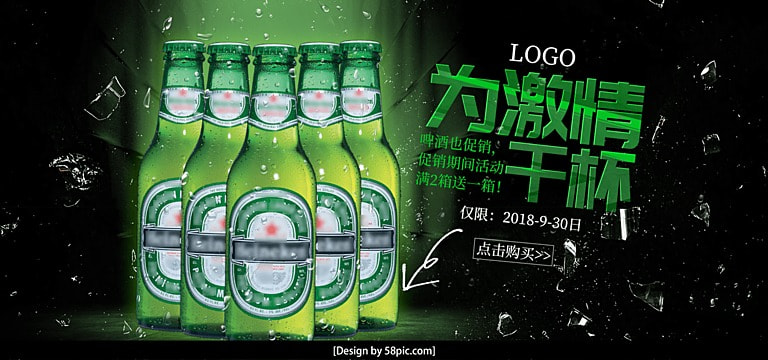 LOGO
为激情
干杯
啤酒也促销，
促销期间活动
满2箱送一箱！
仅限：2018-9-30日
点击购买>>
[Design by 58pic.com]